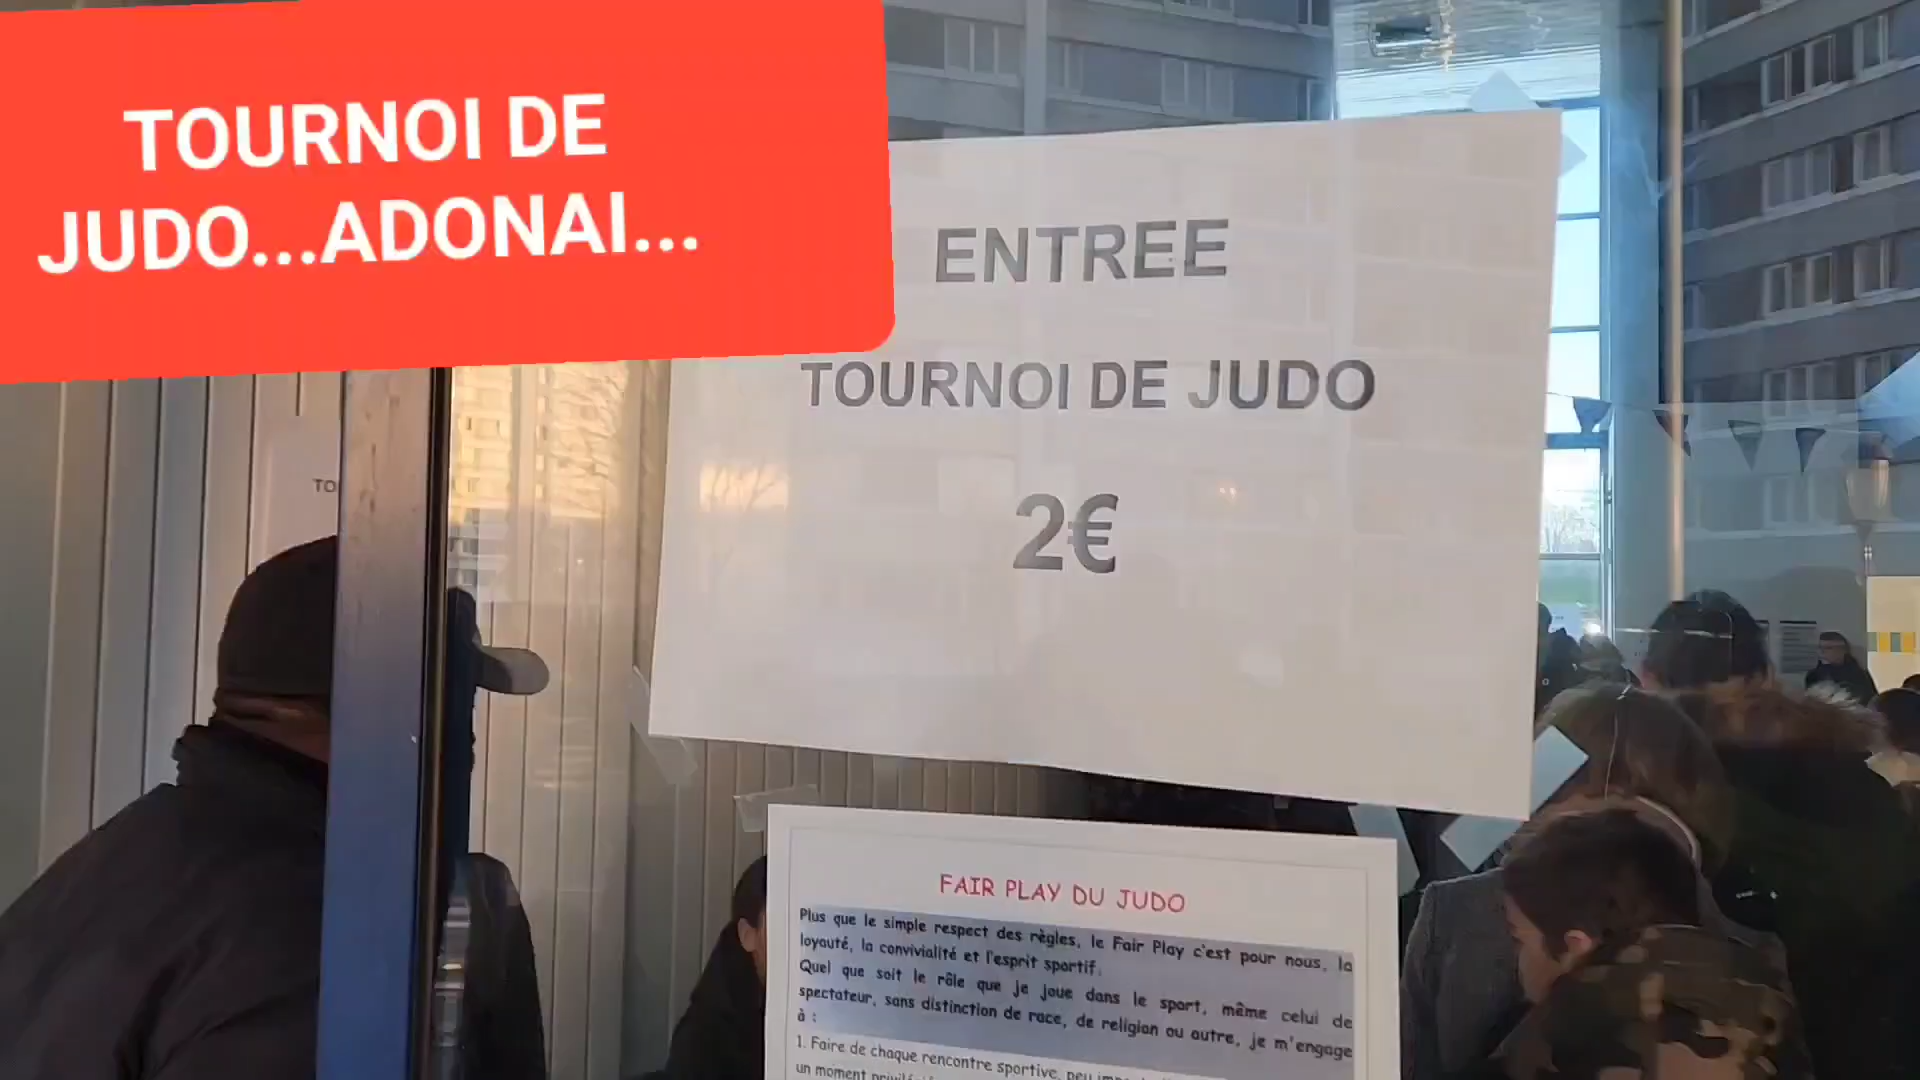 TOURNOI DE
JUDO...ADONAI...
ENTREE
TOURNOI DE JUDO
2€
FAIR PLAY DU JUDO
Plus que le simple respect des règles, le Fair Play c'est pour nous, la
loyauté, la convivialité et l'esprit sportif.
Quel que soit le rôle que je joue dans le sport, même celui de
spectateur, sans distinction de race, de religion ou autre, je m'engage
à :
1. Faire de chaque rencontre sportive, peu
un moment